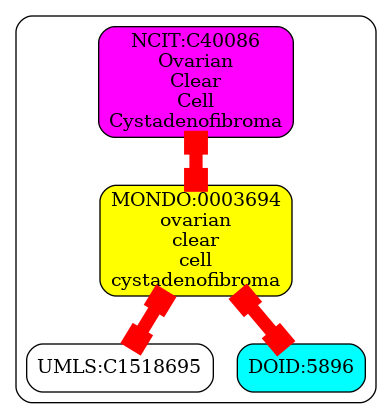 NCIT:C40086
Ovarian
Clear
Cell
Cystadenofibroma
MONDO:0003694
ovarian
clear
cell
cystadenofibroma
UMLS:C1518695
DOID:5896